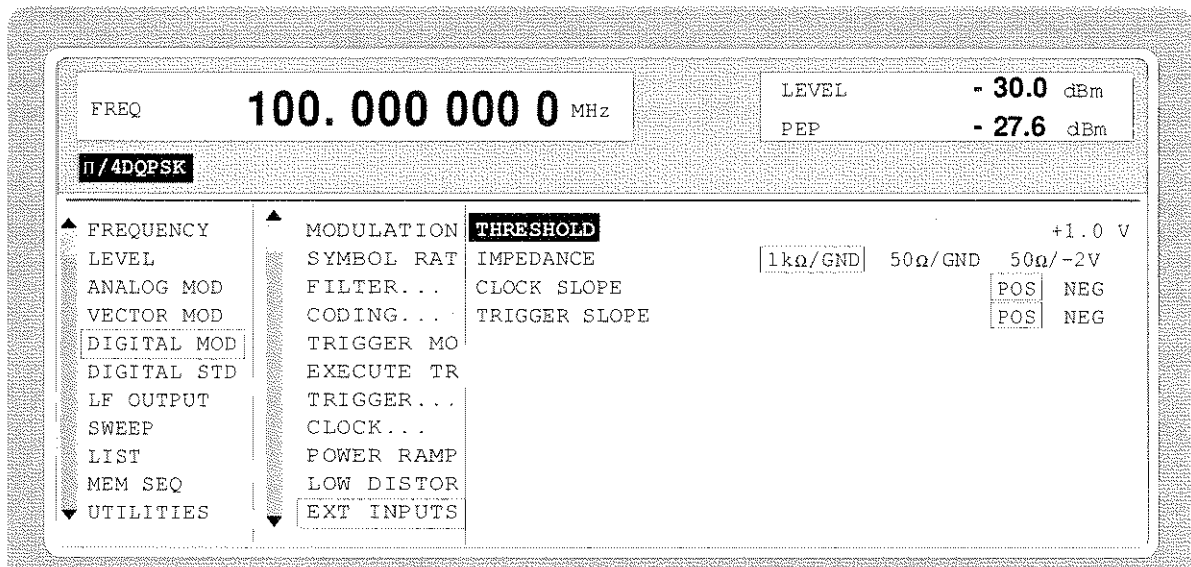 FREQ 100. 000 000 0 MHz
LEVEL - 30.0 dBm
PEP - 27.6 dBm
π/4DQPSK
FREQUENCY
LEVEL
ANALOG MOD
VECTOR MOD
DIGITAL MOD
DIGITAL STD
LF OUTPUT
SWEEP
LIST
MEM SEQ
UTILITIES
MODULATION
SYMBOL RAT
FILTER...
CODING...
TRIGGER MO
EXECUTE TR
TRIGGER...
CLOCK...
POWER RAMP
LOW DISTOR
EXT INPUTS
THRESHOLD +1.0 V
IMPEDANCE 1kΩ/GND 50Ω/GND 50Ω/-2V
CLOCK SLOPE POS NEG
TRIGGER SLOPE POS NEG